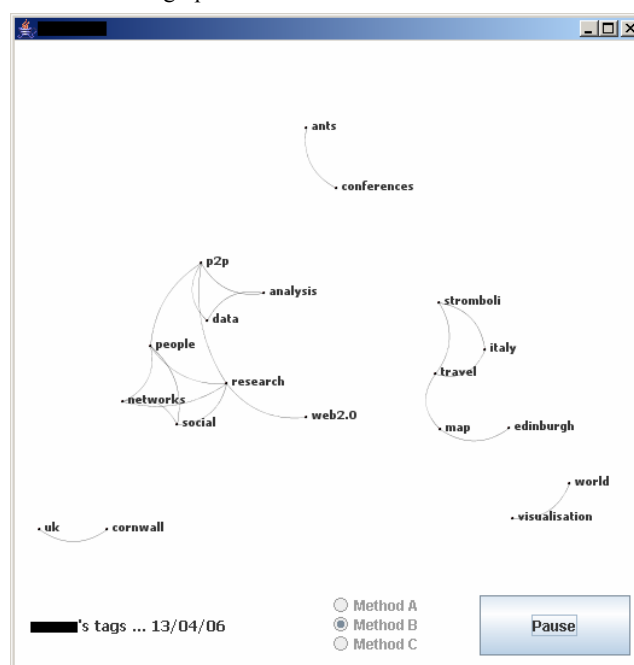 ants
conferences
p2p
analysis
stromboli
data
people
italy
travel
research
networks
web2.0
social
map
edinburgh
world
visualisation
uk
cornwall
Method A
's tags ... 13/04/06
Method B
Pause
Method C